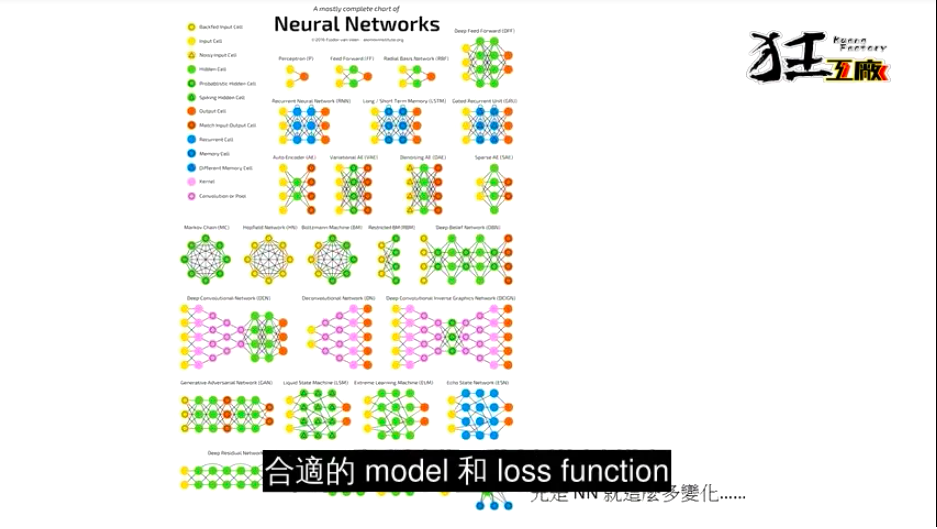 A mostly complete chart of
Neural Networks
©2016 Fjodor van Veen - asimovinstitute.org
Backfed Input Cell
Input Cell
Noisy Input Cell
Hidden Cell
Probablistic Hidden Cell
Spiking Hidden Cell
Output Cell
Match Input Output Cell
Recurrent Cell
Memory Cell
Different Memory Cell
Kernel
Convolution or Pool
Deep Feed Forward (DFF)
Perceptron (P)
Feed Forward (FF)
Radial Basis Network (RBF)
Recurrent Neural Network (RNN)
Long / Short Term Memory (LSTM)
Gated Recurrent Unit (GRU)
Auto Encoder (AE)
Variational AE (VAE)
Denoising AE (DAE)
Sparse AE (SAE)
Markov Chain (MC)
Hopfield Network (HN)
Boltzmann Machine (BM)
Restricted BM (RBM)
Deep Belief Network (DBN)
Deep Convolutional Network (DCN)
Deconvolutional Network (DN)
Deep Convolutional Inverse Graphics Network (DCIGN)
Generative Adversarial Network (GAN)
Liquid State Machine (LSM)
Extreme Learning Machine (ELM)
Echo State Network (ESN)
Deep Residual Network
狂工廠
Kuang
Factory
合適的 model 和 loss function
光是 NN 就這麼多變化......